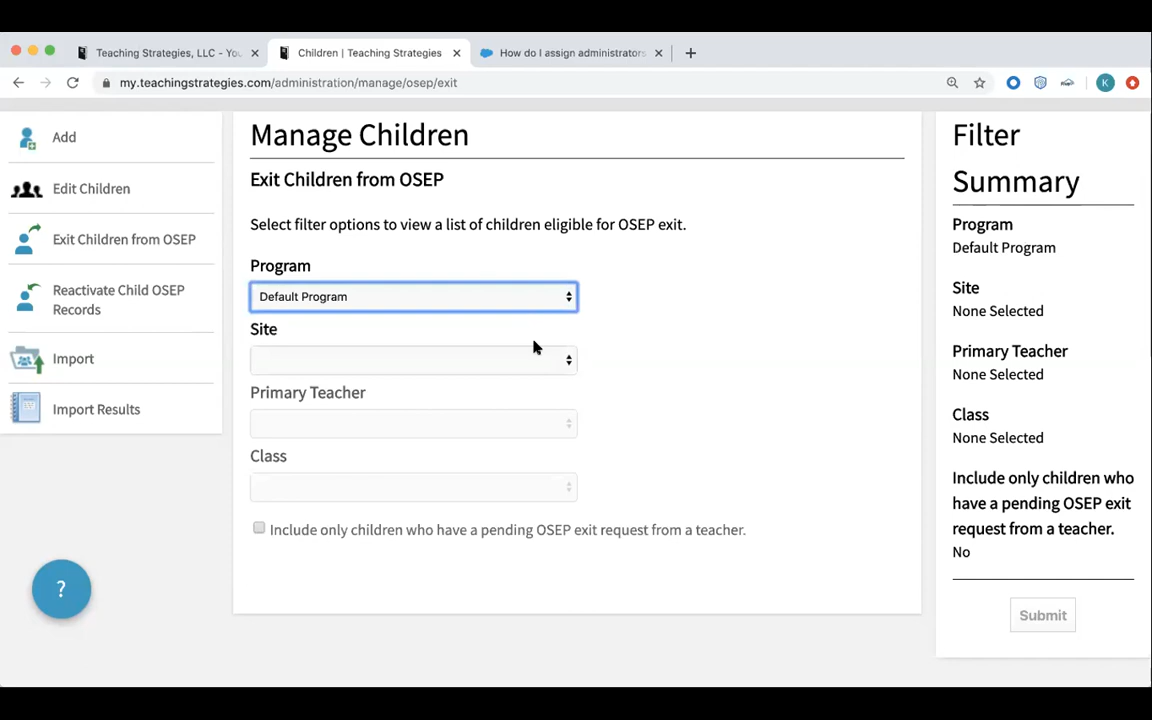 Teaching Strategies, LLC - You
Children | Teaching Strategies
How do I assign administrators
my.teachingstrategies.com/administration/manage/osep/exit
K
Add
Edit Children
Exit Children from OSEP
Reactivate Child OSEP
Records
Import
Import Results
?
Manage Children
Exit Children from OSEP
Select filter options to view a list of children eligible for OSEP exit.
Program
Default Program
Site
Primary Teacher
Class
Include only children who have a pending OSEP exit request from a teacher.
Filter
Summary
Program
Default Program
Site
None Selected
Primary Teacher
None Selected
Class
None Selected
Include only children who
have a pending OSEP exit
request from a teacher.
No
Submit